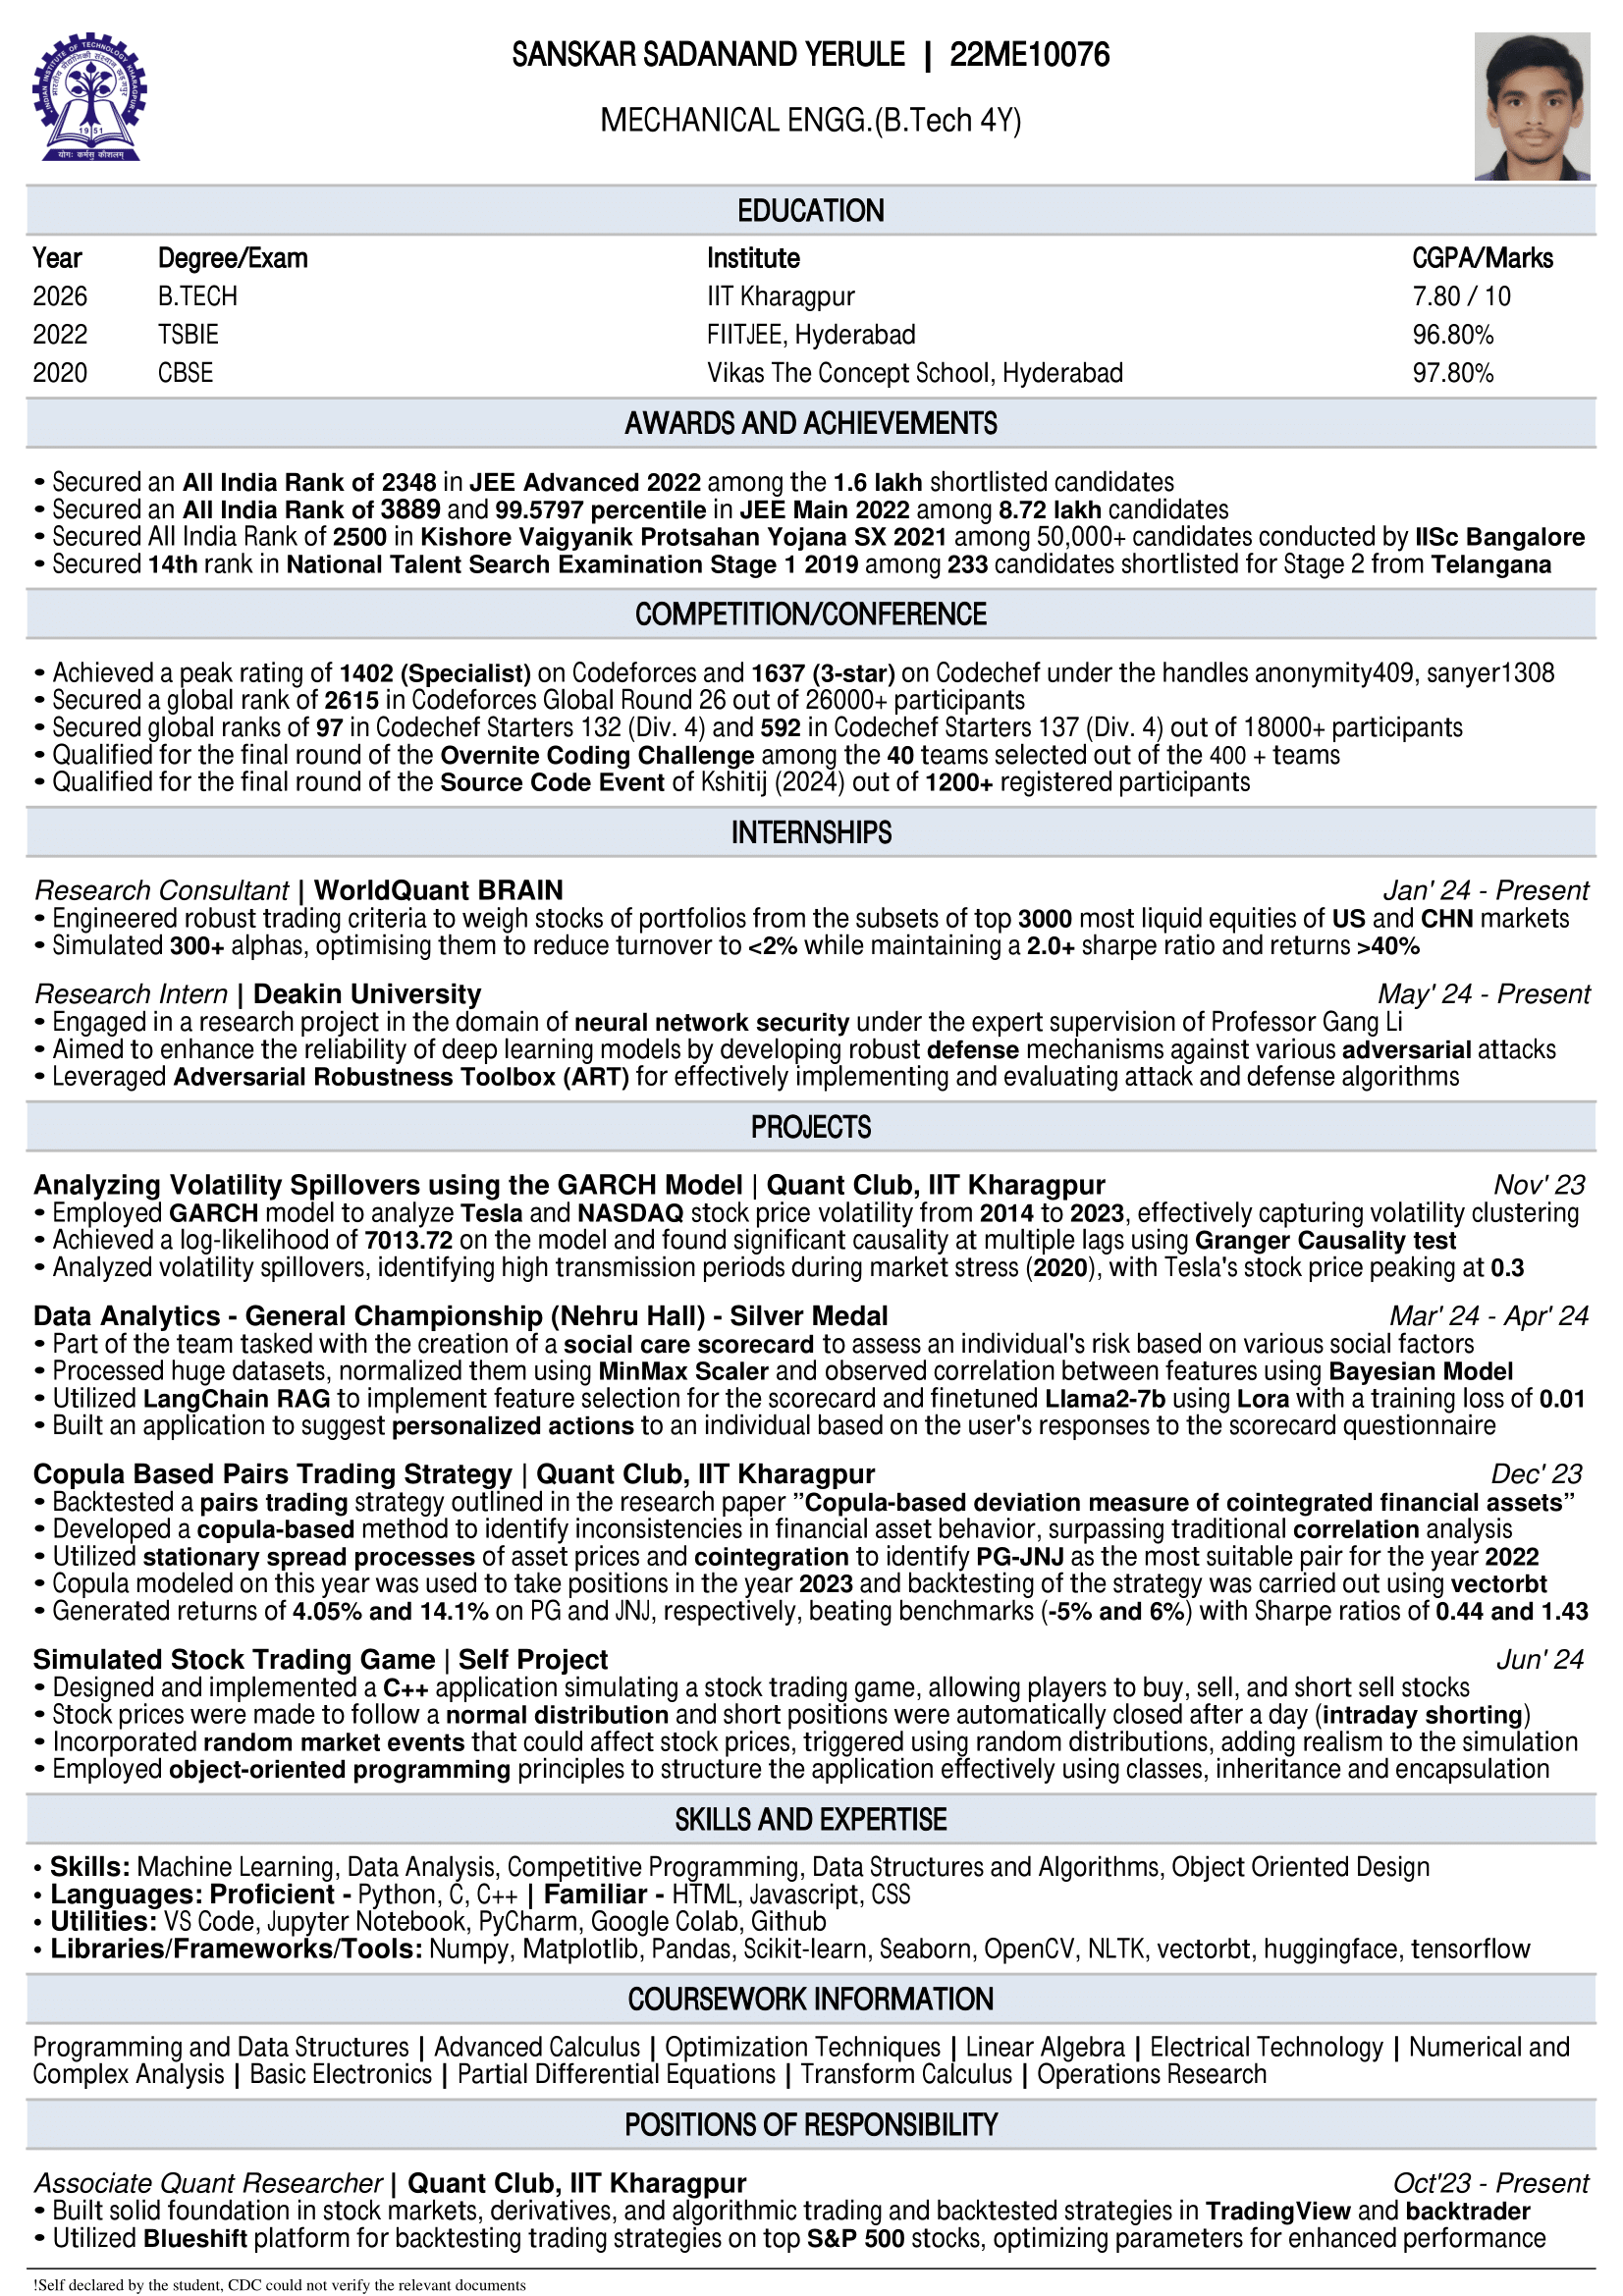 SANSKAR SADANAND YERULE | 22ME10076
MECHANICAL ENGG.(B.Tech 4Y)
INDIAN INSTITUTE OF TECHNOLOGY KHARAGPUR
1951
योगः कर्मसु कौशलम्
EDUCATION
Year Degree/Exam Institute CGPA/Marks
2026 B.TECH IIT Kharagpur 7.80 / 10
2022 TSBIE FIITJEE, Hyderabad 96.80%
2020 CBSE Vikas The Concept School, Hyderabad 97.80%
AWARDS AND ACHIEVEMENTS
• Secured an All India Rank of 2348 in JEE Advanced 2022 among the 1.6 lakh shortlisted candidates
• Secured an All India Rank of 3889 and 99.5797 percentile in JEE Main 2022 among 8.72 lakh candidates
• Secured All India Rank of 2500 in Kishore Vaigyanik Protsahan Yojana SX 2021 among 50,000+ candidates conducted by IISc Bangalore
• Secured 14th rank in National Talent Search Examination Stage 1 2019 among 233 candidates shortlisted for Stage 2 from Telangana
COMPETITION/CONFERENCE
• Achieved a peak rating of 1402 (Specialist) on Codeforces and 1637 (3-star) on Codechef under the handles anonymity409, sanyer1308
• Secured a global rank of 2615 in Codeforces Global Round 26 out of 26000+ participants
• Secured global ranks of 97 in Codechef Starters 132 (Div. 4) and 592 in Codechef Starters 137 (Div. 4) out of 18000+ participants
• Qualified for the final round of the Overnite Coding Challenge among the 40 teams selected out of the 400 + teams
• Qualified for the final round of the Source Code Event of Kshitij (2024) out of 1200+ registered participants
INTERNSHIPS
Research Consultant | WorldQuant BRAIN Jan' 24 - Present
• Engineered robust trading criteria to weigh stocks of portfolios from the subsets of top 3000 most liquid equities of US and CHN markets
• Simulated 300+ alphas, optimising them to reduce turnover to <2% while maintaining a 2.0+ sharpe ratio and returns >40%
Research Intern | Deakin University May' 24 - Present
• Engaged in a research project in the domain of neural network security under the expert supervision of Professor Gang Li
• Aimed to enhance the reliability of deep learning models by developing robust defense mechanisms against various adversarial attacks
• Leveraged Adversarial Robustness Toolbox (ART) for effectively implementing and evaluating attack and defense algorithms
PROJECTS
Analyzing Volatility Spillovers using the GARCH Model | Quant Club, IIT Kharagpur Nov' 23
• Employed GARCH model to analyze Tesla and NASDAQ stock price volatility from 2014 to 2023, effectively capturing volatility clustering
• Achieved a log-likelihood of 7013.72 on the model and found significant causality at multiple lags using Granger Causality test
• Analyzed volatility spillovers, identifying high transmission periods during market stress (2020), with Tesla's stock price peaking at 0.3
Data Analytics - General Championship (Nehru Hall) - Silver Medal Mar' 24 - Apr' 24
• Part of the team tasked with the creation of a social care scorecard to assess an individual's risk based on various social factors
• Processed huge datasets, normalized them using MinMax Scaler and observed correlation between features using Bayesian Model
• Utilized LangChain RAG to implement feature selection for the scorecard and finetuned Llama2-7b using Lora with a training loss of 0.01
• Built an application to suggest personalized actions to an individual based on the user's responses to the scorecard questionnaire
Copula Based Pairs Trading Strategy | Quant Club, IIT Kharagpur Dec' 23
• Backtested a pairs trading strategy outlined in the research paper ”Copula-based deviation measure of cointegrated financial assets”
• Developed a copula-based method to identify inconsistencies in financial asset behavior, surpassing traditional correlation analysis
• Utilized stationary spread processes of asset prices and cointegration to identify PG-JNJ as the most suitable pair for the year 2022
• Copula modeled on this year was used to take positions in the year 2023 and backtesting of the strategy was carried out using vectorbt
• Generated returns of 4.05% and 14.1% on PG and JNJ, respectively, beating benchmarks (-5% and 6%) with Sharpe ratios of 0.44 and 1.43
Simulated Stock Trading Game | Self Project Jun' 24
• Designed and implemented a C++ application simulating a stock trading game, allowing players to buy, sell, and short sell stocks
• Stock prices were made to follow a normal distribution and short positions were automatically closed after a day (intraday shorting)
• Incorporated random market events that could affect stock prices, triggered using random distributions, adding realism to the simulation
• Employed object-oriented programming principles to structure the application effectively using classes, inheritance and encapsulation
SKILLS AND EXPERTISE
• Skills: Machine Learning, Data Analysis, Competitive Programming, Data Structures and Algorithms, Object Oriented Design
• Languages: Proficient - Python, C, C++ | Familiar - HTML, Javascript, CSS
• Utilities: VS Code, Jupyter Notebook, PyCharm, Google Colab, Github
• Libraries/Frameworks/Tools: Numpy, Matplotlib, Pandas, Scikit-learn, Seaborn, OpenCV, NLTK, vectorbt, huggingface, tensorflow
COURSEWORK INFORMATION
Programming and Data Structures | Advanced Calculus | Optimization Techniques | Linear Algebra | Electrical Technology | Numerical and
Complex Analysis | Basic Electronics | Partial Differential Equations | Transform Calculus | Operations Research
POSITIONS OF RESPONSIBILITY
Associate Quant Researcher | Quant Club, IIT Kharagpur Oct'23 - Present
• Built solid foundation in stock markets, derivatives, and algorithmic trading and backtested strategies in TradingView and backtrader
• Utilized Blueshift platform for backtesting trading strategies on top S&P 500 stocks, optimizing parameters for enhanced performance
!Self declared by the student, CDC could not verify the relevant documents